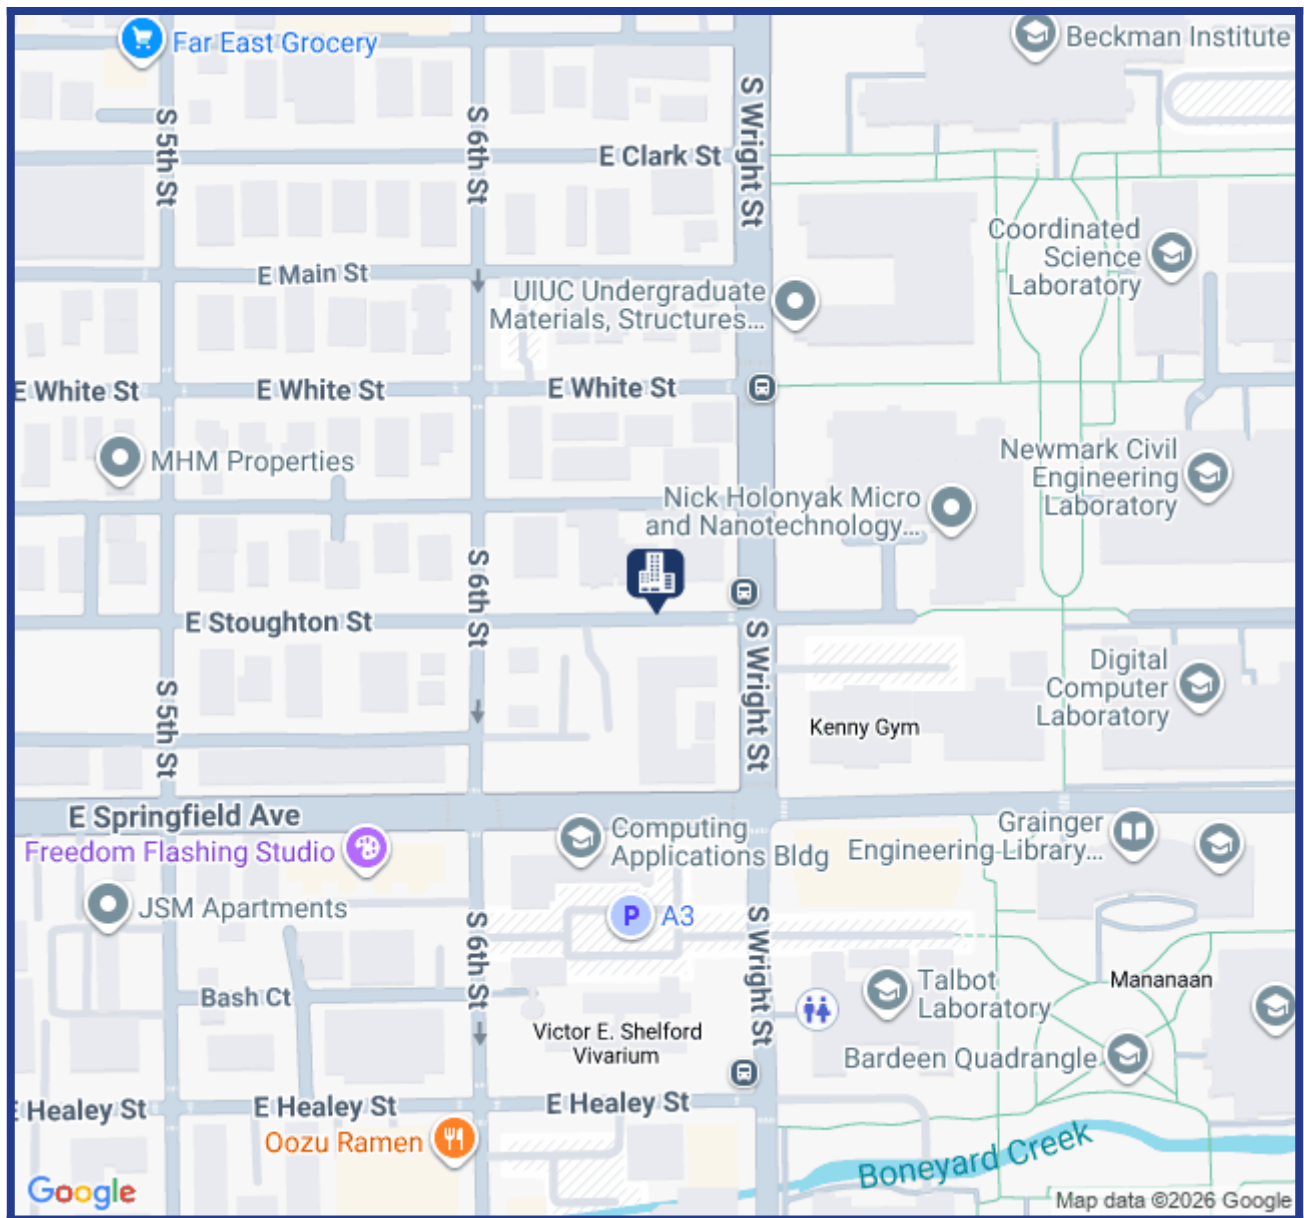 Far East Grocery
Beckman Institute
S 5th St
S 6th St
S Wright St
E Clark St
Coordinated
Science
Laboratory
E Main St
UIUC Undergraduate
Materials, Structures...
E White St
E White St
E White St
MHM Properties
Newmark Civil
Engineering
Laboratory
Nick Holonyak Micro
and Nanotechnology...
S 6th St
E Stoughton St
S Wright St
Digital
Computer
Laboratory
S 5th St
Kenny Gym
E Springfield Ave
Freedom Flashing Studio
Computing
Applications Bldg
Grainger
Engineering Library...
JSM Apartments
P A3
S 6th St
S Wright St
Bash Ct
Talbot
Laboratory
Mananaan
Victor E. Shelford
Vivarium
Bardeen Quadrangle
E Healey St
E Healey St
E Healey St
Oozu Ramen
Boneyard Creek
Google
Map data ©2026 Google